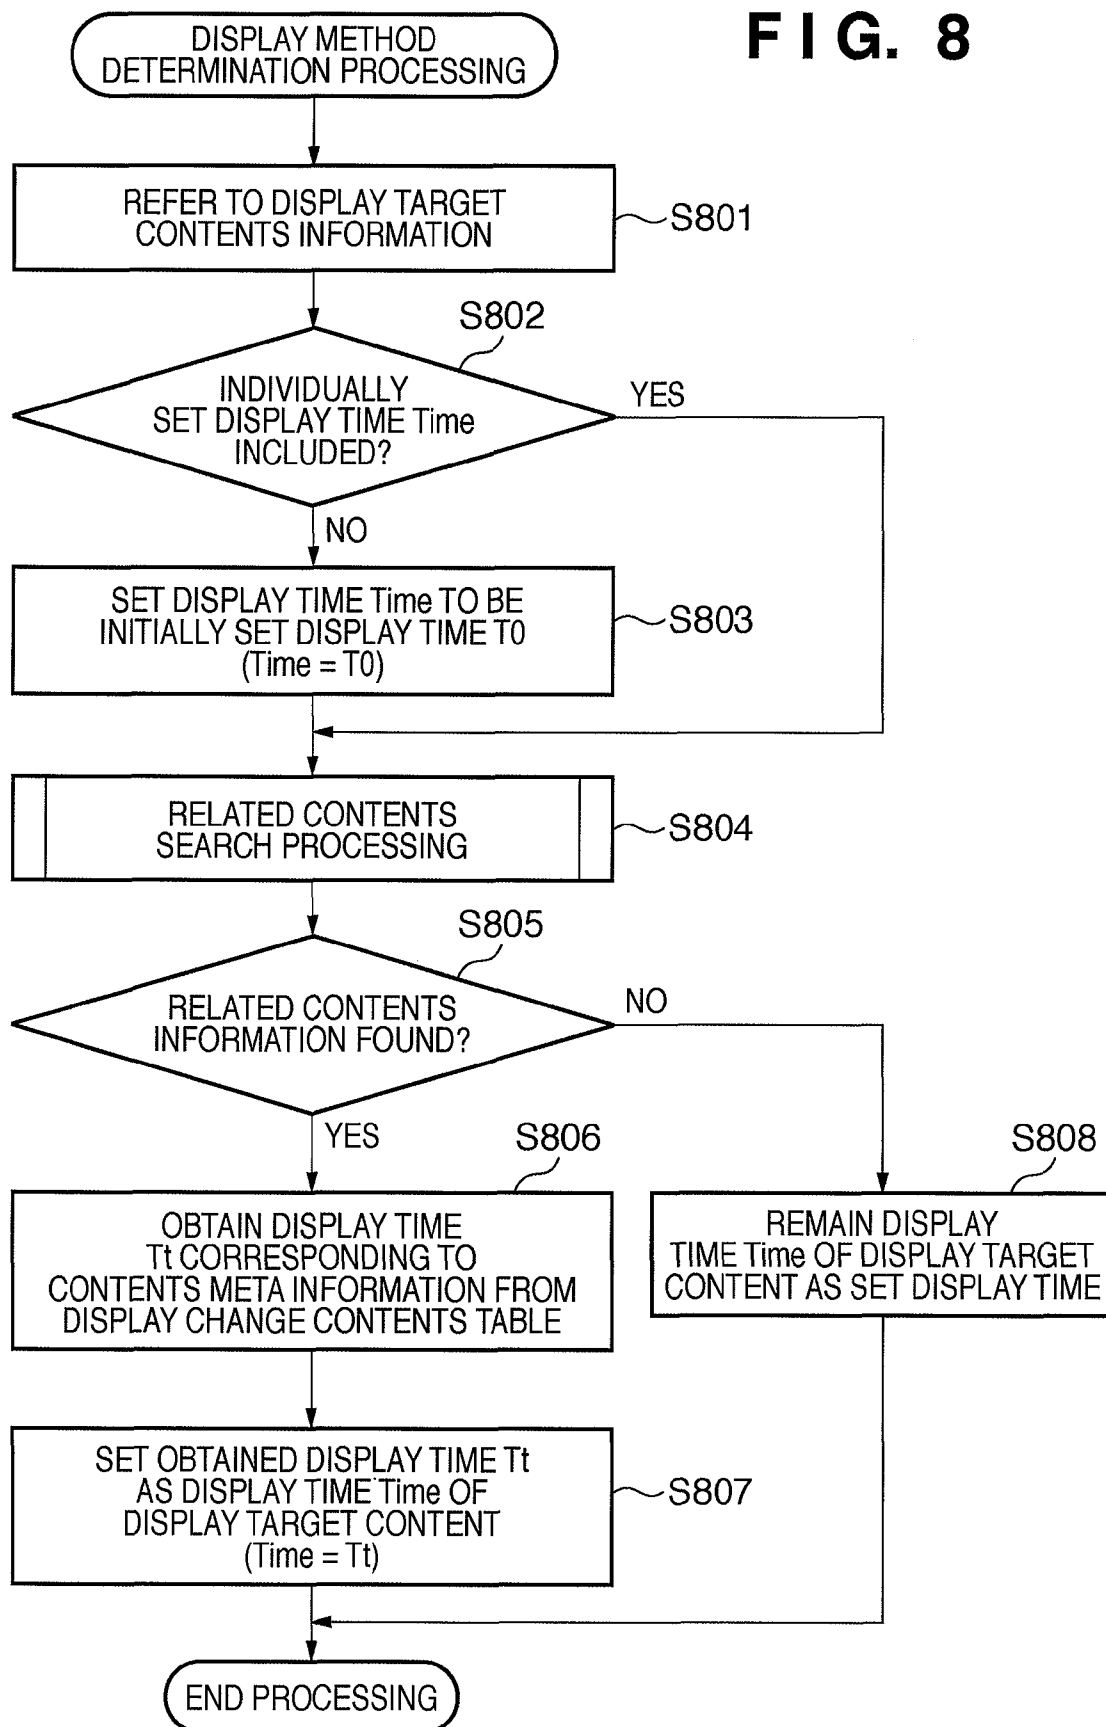 FIG. 8
DISPLAY METHOD
DETERMINATION PROCESSING
REFER TO DISPLAY TARGET
CONTENTS INFORMATION
S801
S802
INDIVIDUALLY
SET DISPLAY TIME Time
INCLUDED?
YES
NO
SET DISPLAY TIME Time TO BE
INITIALLY SET DISPLAY TIME T0
(Time = T0)
S803
RELATED CONTENTS
SEARCH PROCESSING
S804
S805
RELATED CONTENTS
INFORMATION FOUND?
NO
YES
S806
OBTAIN DISPLAY TIME
Tt CORRESPONDING TO
CONTENTS META INFORMATION FROM
DISPLAY CHANGE CONTENTS TABLE
S808
REMAIN DISPLAY
TIME Time OF DISPLAY TARGET
CONTENT AS SET DISPLAY TIME
SET OBTAINED DISPLAY TIME Tt
AS DISPLAY TIME Time OF
DISPLAY TARGET CONTENT
(Time = Tt)
S807
END PROCESSING